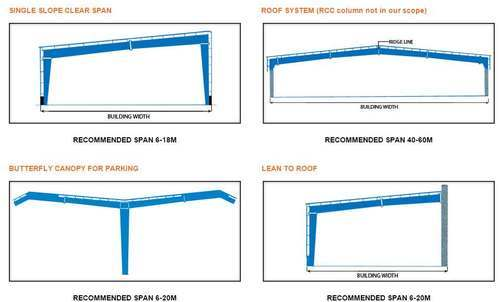 SINGLE SLOPE CLEAR SPAN
BUILDING WIDTH
RECOMMENDED SPAN 6-18M
ROOF SYSTEM (RCC column not in our scope)
RIDGE LINE
BUILDING WIDTH
RECOMMENDED SPAN 40-60M
BUTTERFLY CANOPY FOR PARKING
RECOMMENDED SPAN 6-20M
LEAN TO ROOF
BUILDING WIDTH
RECOMMENDED SPAN 6-20M